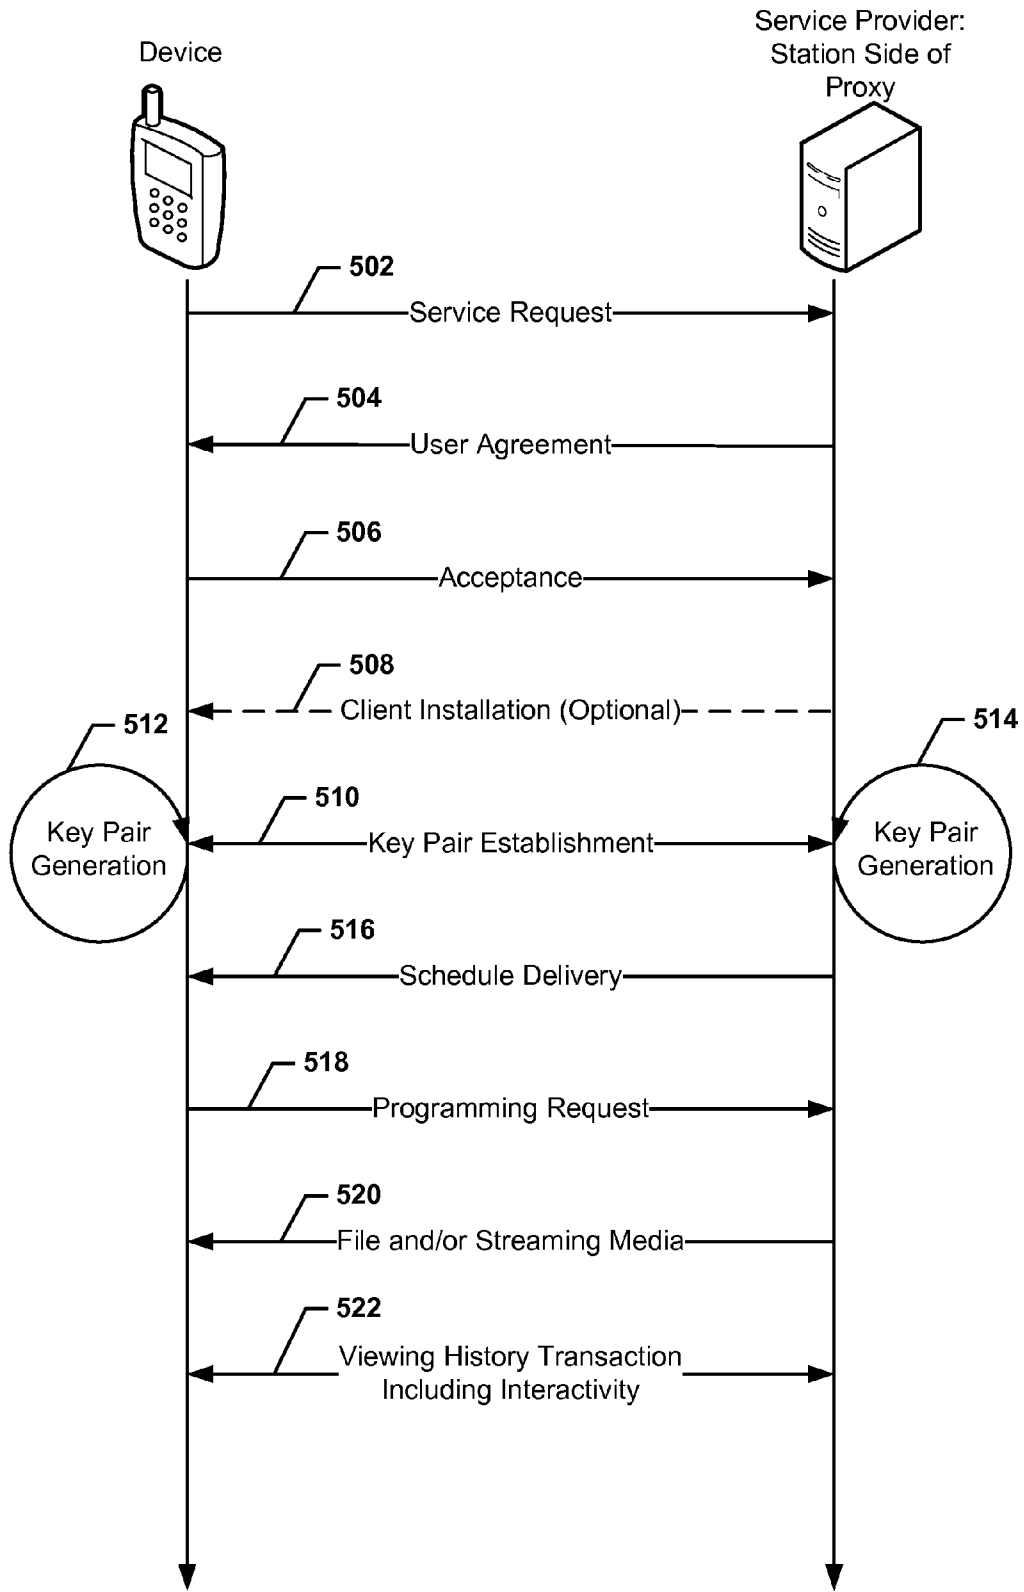 Device
Service Provider:
Station Side of
Proxy
502
Service Request
504
User Agreement
506
Acceptance
508
Client Installation (Optional)
512
514
510
Key Pair
Generation
Key Pair Establishment
Key Pair
Generation
516
Schedule Delivery
518
Programming Request
520
File and/or Streaming Media
522
Viewing History Transaction
Including Interactivity